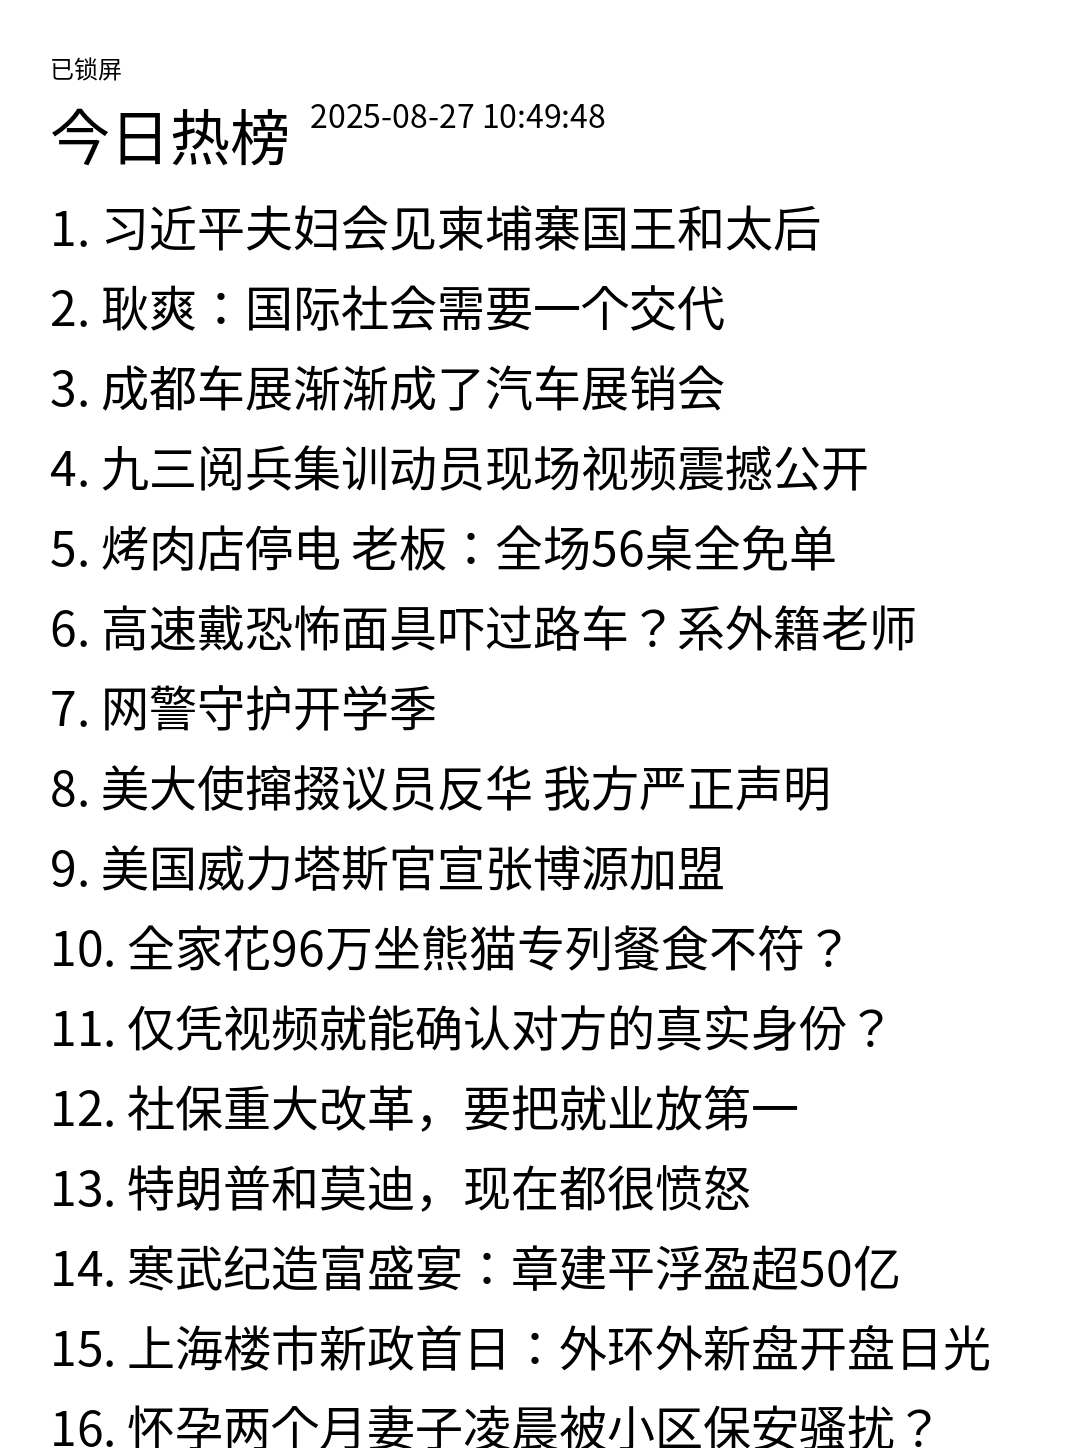 已锁屏
今日热榜 2025-08-27 10:49:48
1. 习近平夫妇会见柬埔寨国王和太后
2. 耿爽：国际社会需要一个交代
3. 成都车展渐渐成了汽车展销会
4. 九三阅兵集训动员现场视频震撼公开
5. 烤肉店停电 老板：全场56桌全免单
6. 高速戴恐怖面具吓过路车？系外籍老师
7. 网警守护开学季
8. 美大使撺掇议员反华 我方严正声明
9. 美国威力塔斯官宣张博源加盟
10. 全家花96万坐熊猫专列餐食不符？
11. 仅凭视频就能确认对方的真实身份？
12. 社保重大改革，要把就业放第一
13. 特朗普和莫迪，现在都很愤怒
14. 寒武纪造富盛宴：章建平浮盈超50亿
15. 上海楼市新政首日：外环外新盘开盘日光
16. 怀孕两个月妻子凌晨被小区保安骚扰？